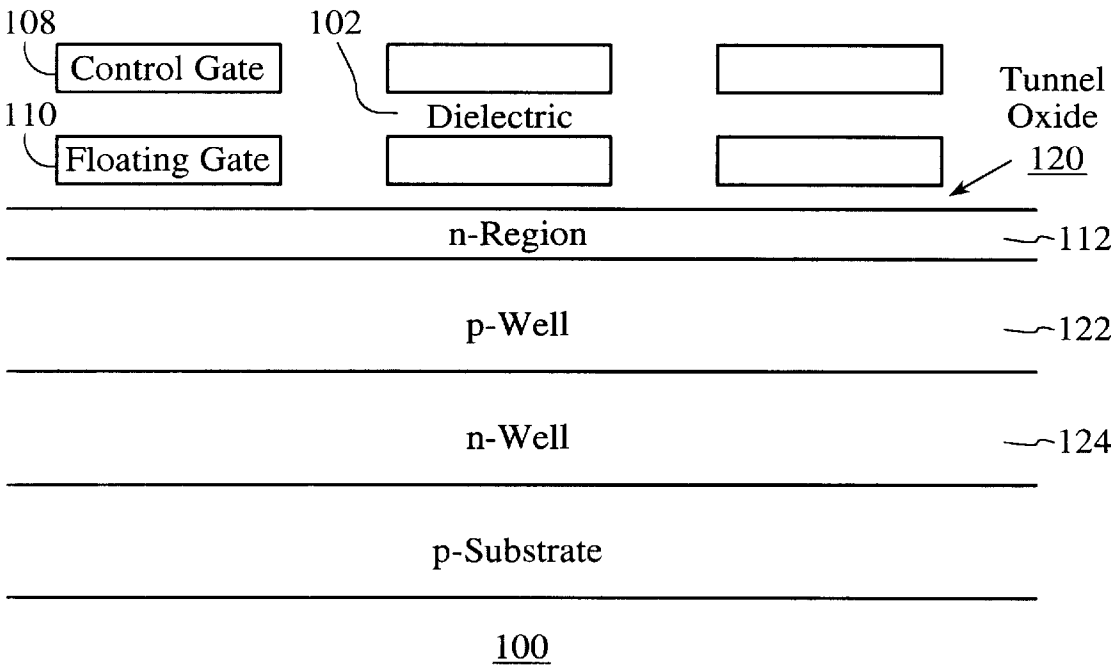 108
102
Control Gate
Tunnel
Oxide
120
110
Dielectric
Floating Gate
n-Region
112
p-Well
122
n-Well
124
p-Substrate
100